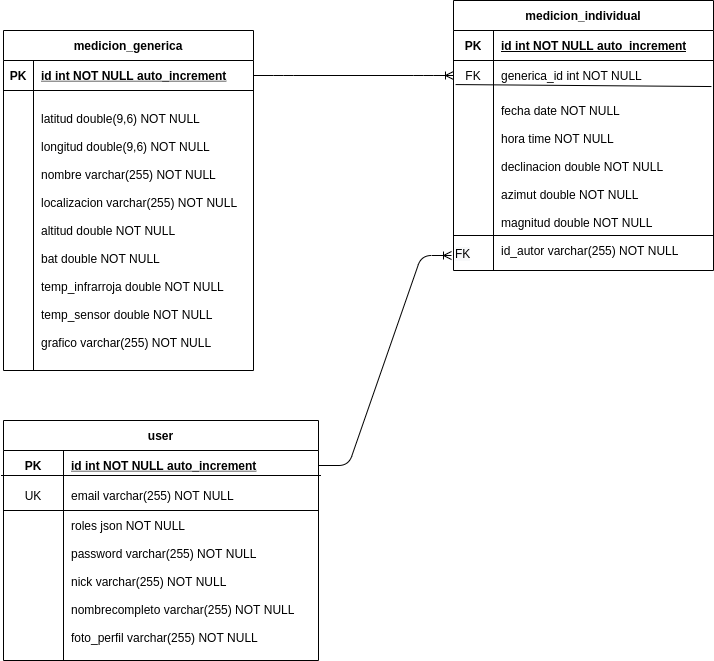 medicion_generica
PK id int NOT NULL auto_increment
latitud double(9,6) NOT NULL
longitud double(9,6) NOT NULL
nombre varchar(255) NOT NULL
localizacion varchar(255) NOT NULL
altitud double NOT NULL
bat double NOT NULL
temp_infrarroja double NOT NULL
temp_sensor double NOT NULL
grafico varchar(255) NOT NULL
medicion_individual
PK id int NOT NULL auto_increment
FK generica_id int NOT NULL
fecha date NOT NULL
hora time NOT NULL
declinacion double NOT NULL
azimut double NOT NULL
magnitud double NOT NULL
FK id_autor varchar(255) NOT NULL
user
PK id int NOT NULL auto_increment
UK email varchar(255) NOT NULL
roles json NOT NULL
password varchar(255) NOT NULL
nick varchar(255) NOT NULL
nombrecompleto varchar(255) NOT NULL
foto_perfil varchar(255) NOT NULL